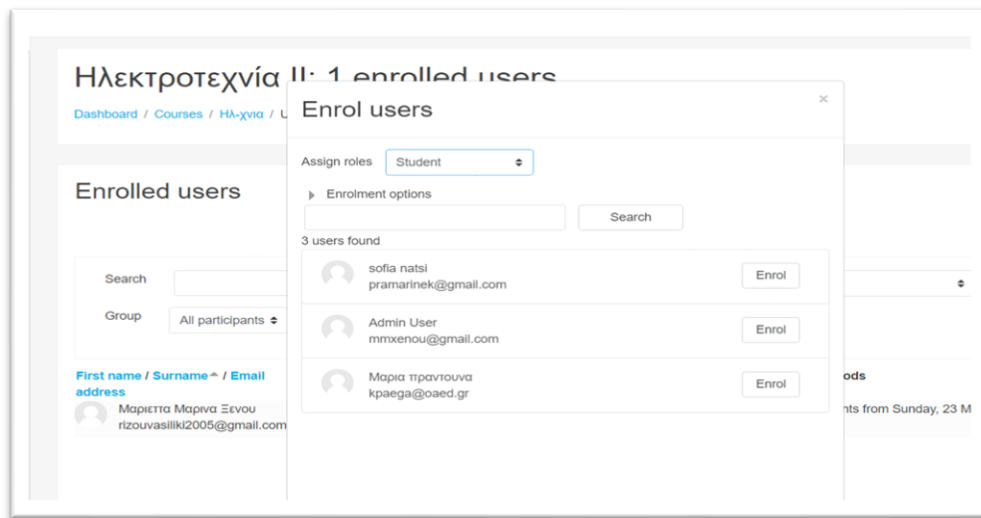 Ηλεκτροτεχνία ΙΙ: 1 enrolled users
Dashboard / Courses / Ηλ-χνια / U
Enrolled users
Search
Group
All participants
First name / Surname / Email
address
Μαριεττα Μαρινα Ξενου
rizouvasiliki2005@gmail.com
Enrol users
×
Assign roles
Student
Enrolment options
Search
3 users found
sofia natsi
pramarinek@gmail.com
Enrol
Admin User
mmxenou@gmail.com
Enrol
Μαρια πραντουνα
kpaega@oaed.gr
Enrol
ods
nts from Sunday, 23 M